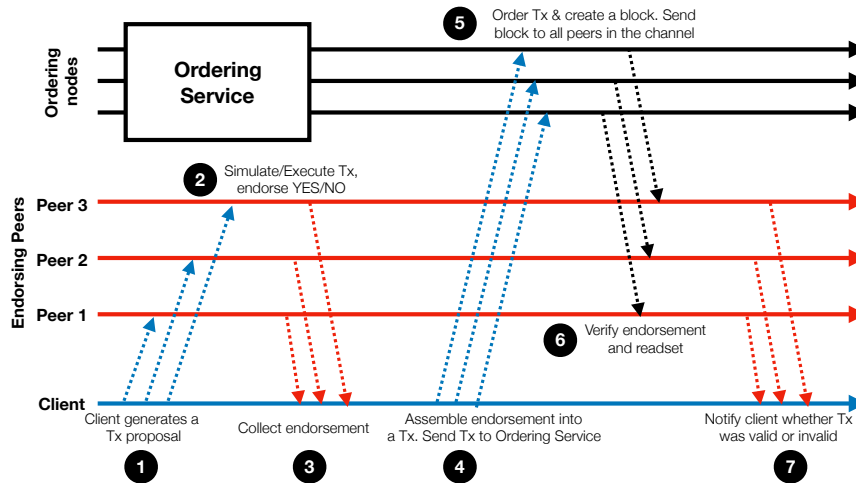 5
Order Tx & create a block. Send
block to all peers in the channel
Ordering
nodes
Ordering
Service
2
Simulate/Execute Tx,
endorse YES/NO
Endorsing Peers
Peer 3
Peer 2
Peer 1
6
Verify endorsement
and readset
Client
Client generates a
Tx proposal
1
Collect endorsement
3
Assemble endorsement into
a Tx. Send Tx to Ordering Service
4
Notify client whether Tx
was valid or invalid
7